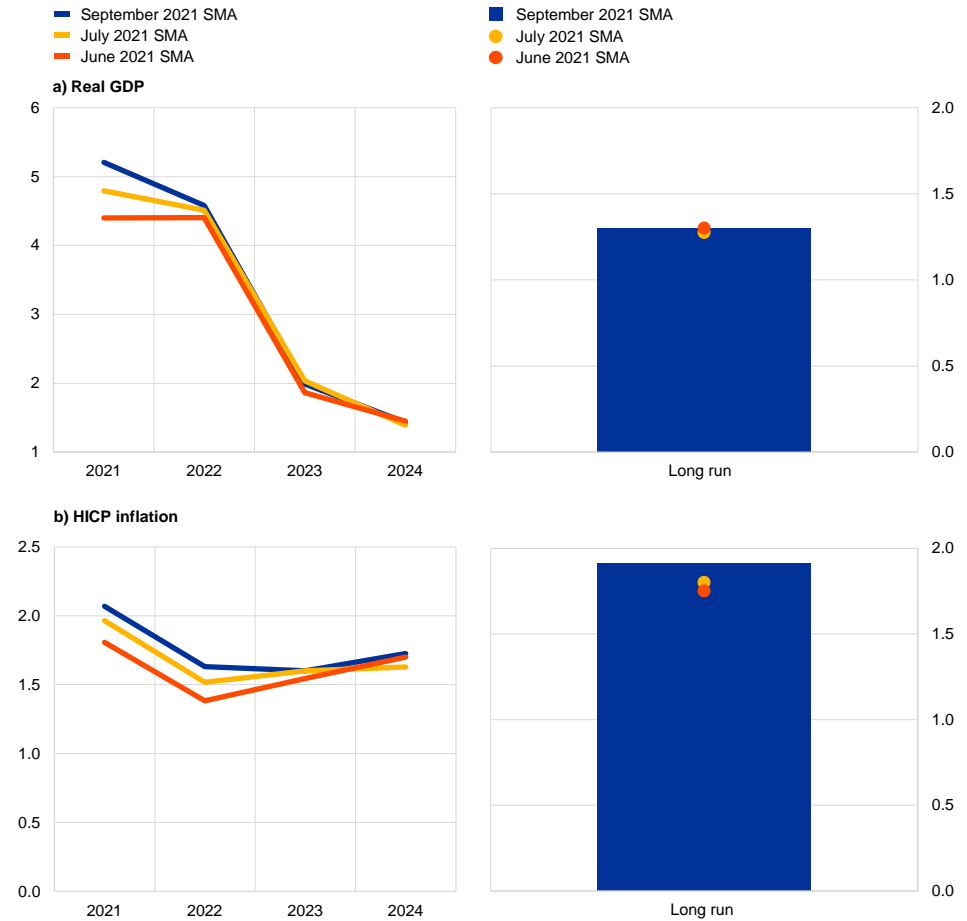 September 2021 SMA
July 2021 SMA
June 2021 SMA
September 2021 SMA
July 2021 SMA
June 2021 SMA
a) Real GDP
6
5
4
3
2
1
2021 2022 2023 2024
2.0
1.5
1.0
0.5
0.0
Long run
b) HICP inflation
2.5
2.0
1.5
1.0
0.5
0.0
2021 2022 2023 2024
2.0
1.5
1.0
0.5
0.0
Long run